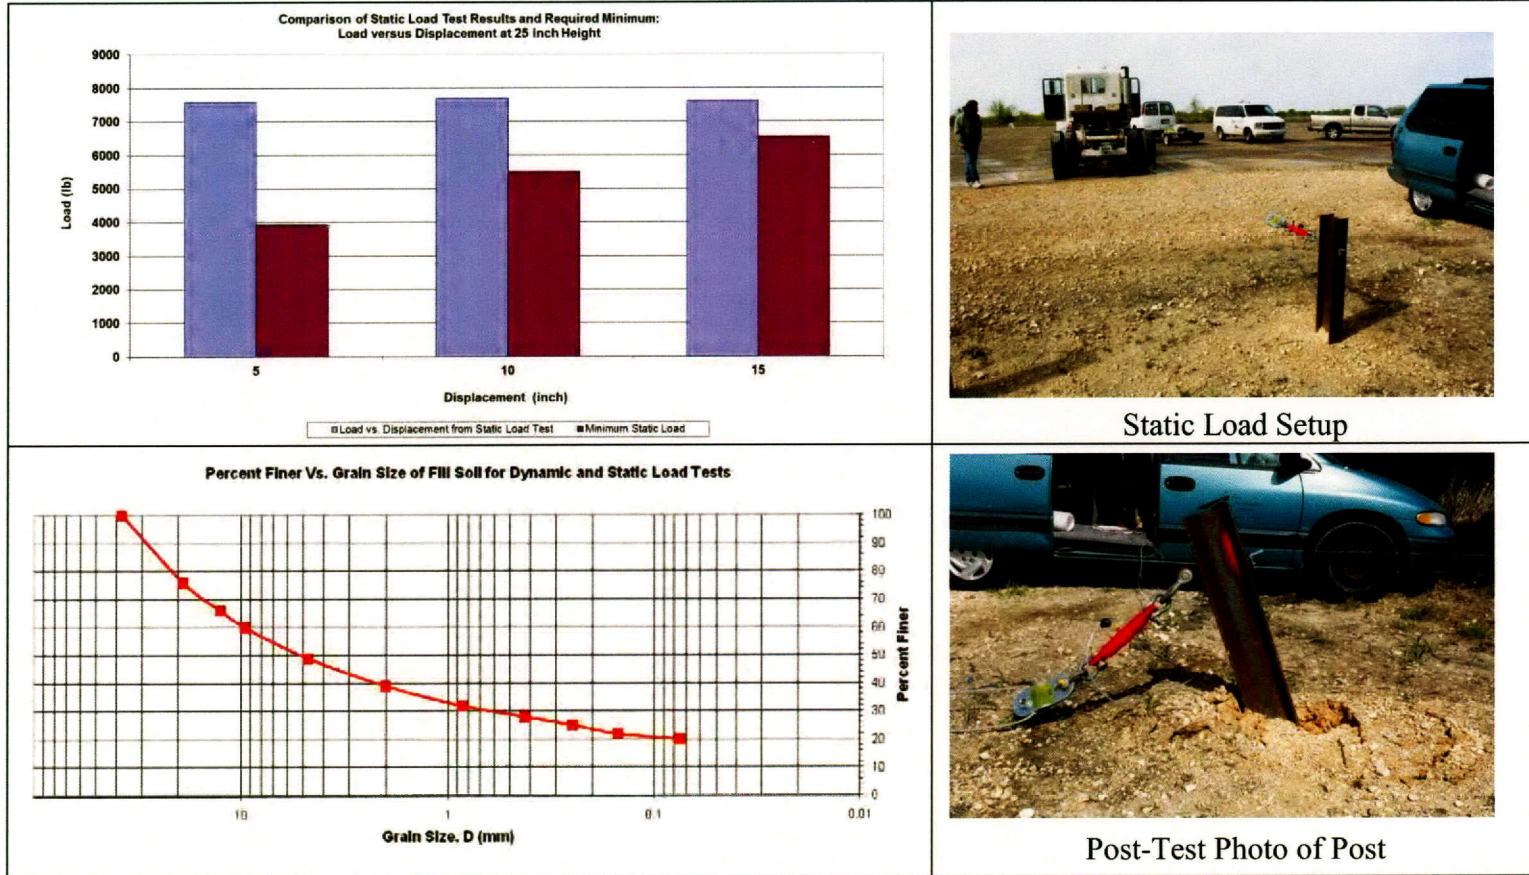 Comparison of Static Load Test Results and Required Minimum:
Load versus Displacement at 25 inch Height
9000
8000
7000
6000
5000
4000
3000
2000
1000
0
Load (lb)
5
10
15
Displacement (inch)
Load vs. Displacement from Static Load Test
Minimum Static Load
Static Load Setup
Percent Finer Vs. Grain Size of Fill Soil for Dynamic and Static Load Tests
100
90
80
70
60
50
40
30
20
10
0
Percent Finer
10
1
0.1
0.01
Grain Size, D (mm)
Post-Test Photo of Post